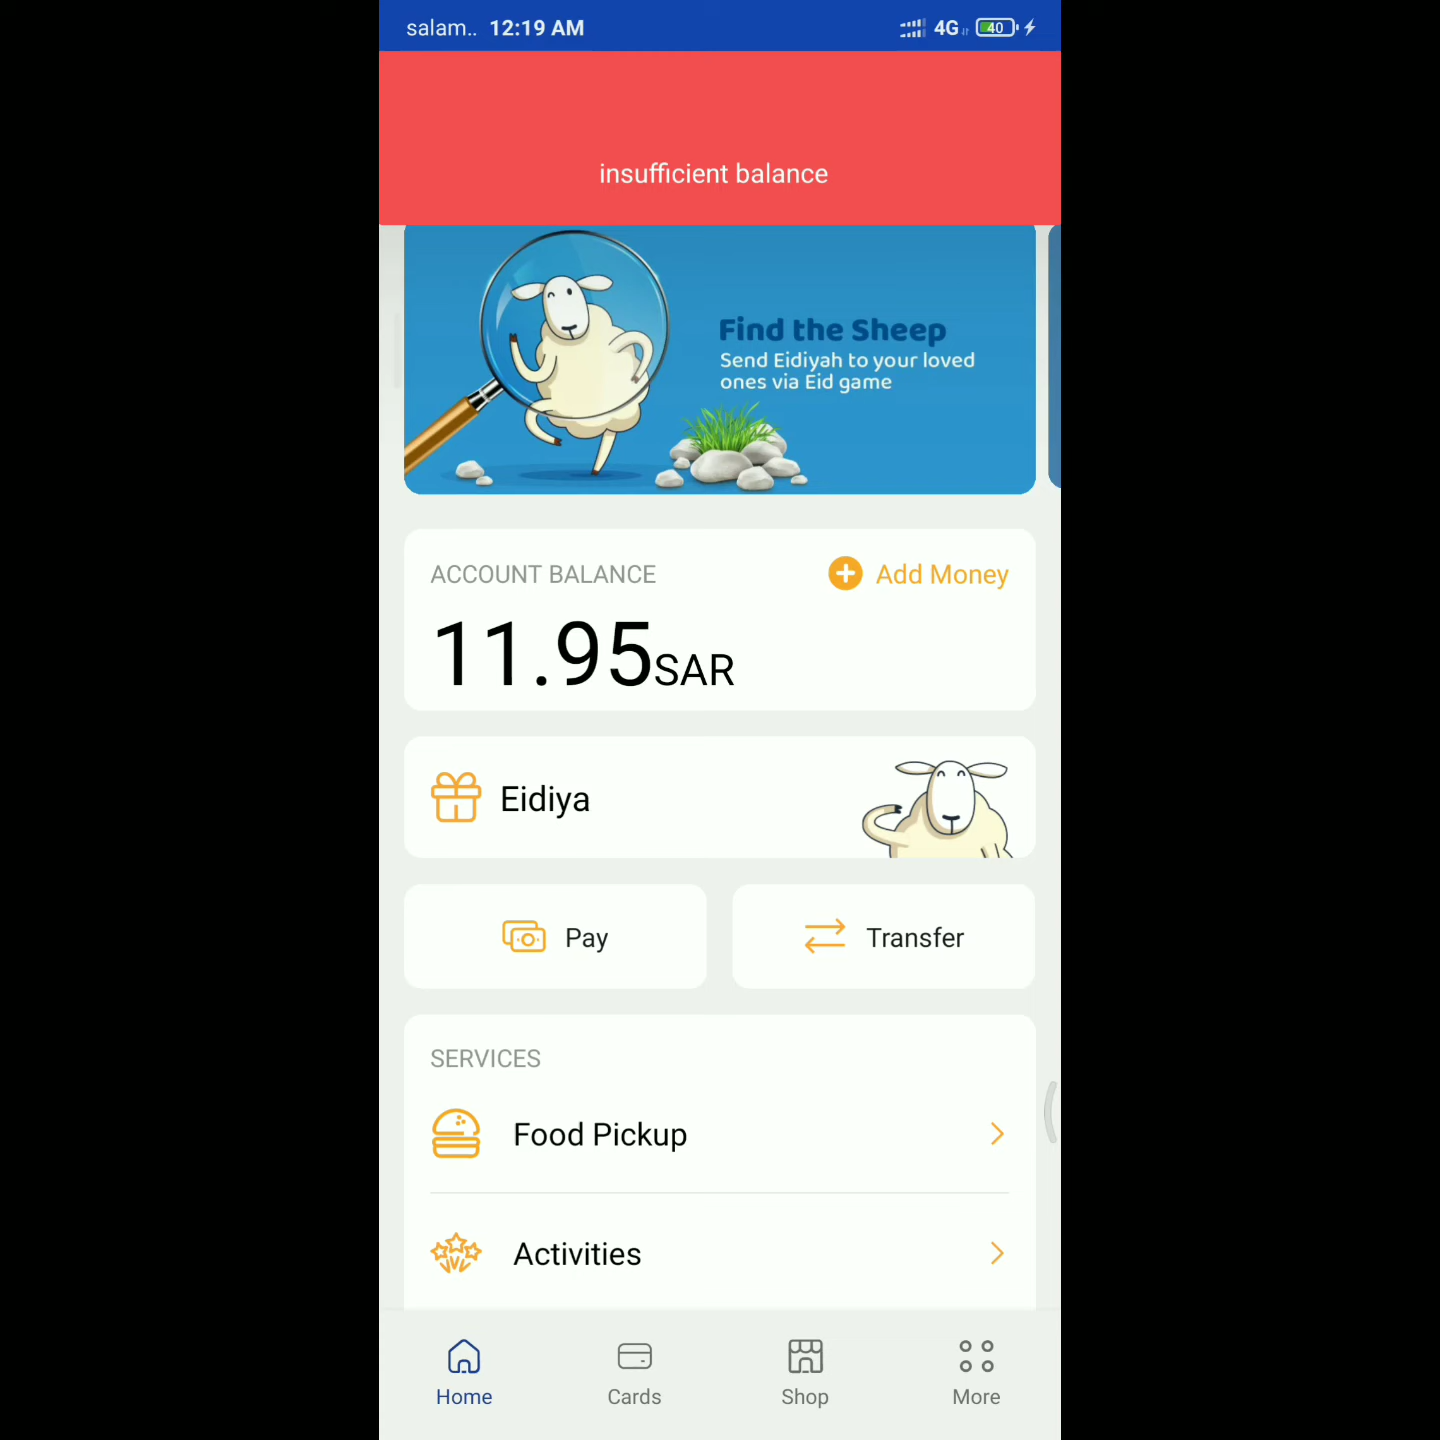 salam.. 12:19 AM 4G 40
insufficient balance
Find the Sheep
Send Eidiyah to your loved
ones via Eid game
ACCOUNT BALANCE
Add Money
11.95SAR
Eidiya
Pay
Transfer
SERVICES
Food Pickup
Activities
Home
Cards
Shop
More